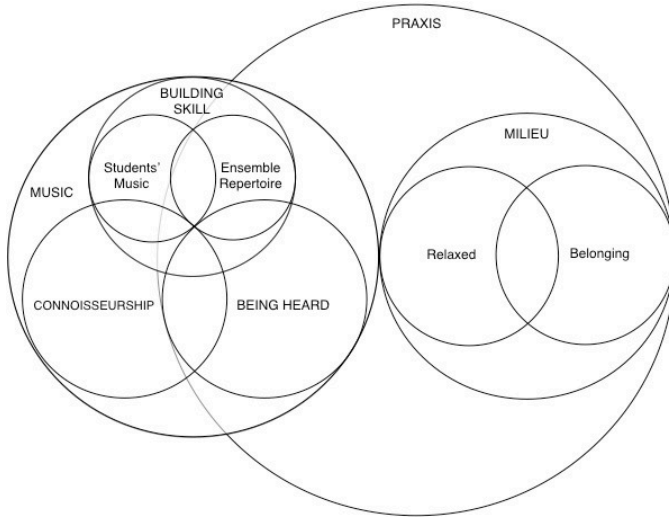 PRAXIS
BUILDING
SKILL
MILIEU
Students'
Music
Ensemble
Repertoire
MUSIC
Relaxed
Belonging
CONNOISSEURSHIP
BEING HEARD